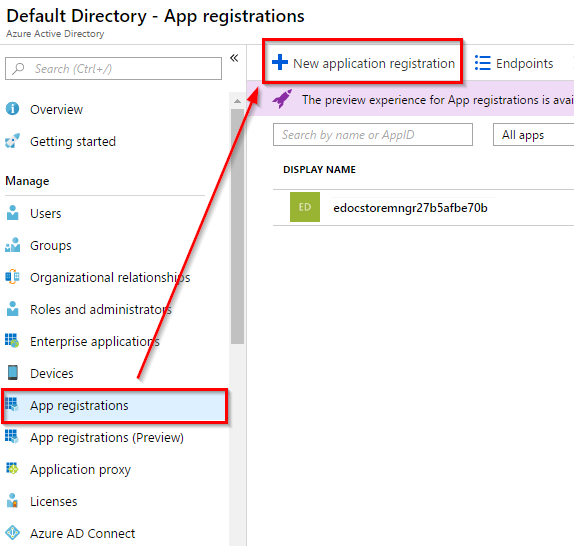 Default Directory - App registrations
Azure Active Directory
Search (Ctrl+/)
Overview
Getting started
Manage
Users
Groups
Organizational relationships
Roles and administrators
Enterprise applications
Devices
App registrations
App registrations (Preview)
Application proxy
Licenses
Azure AD Connect
New application registration
Endpoints
The preview experience for App registrations is avai
Search by name or AppID
All apps
DISPLAY NAME
ED
edocstoremngr27b5afbe70b